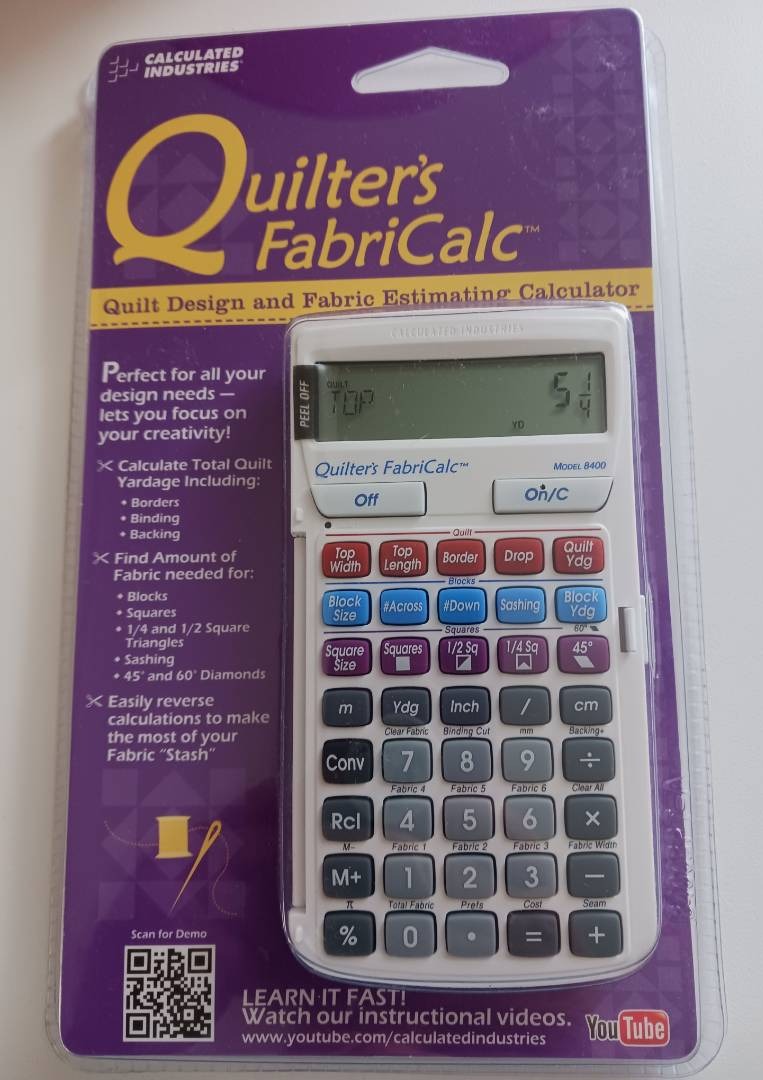 CALCULATED
INDUSTRIES
Quilter's
FabriCalc™
Quilt Design and Fabric Estimating Calculator
Perfect for all your
design needs —
lets you focus on
your creativity!
Calculate Total Quilt
Yardage Including:
• Borders
• Binding
• Backing
Find Amount of
Fabric needed for:
• Blocks
• Squares
• 1/4 and 1/2 Square
Triangles
• Sashing
• 45° and 60° Diamonds
Easily reverse
calculations to make
the most of your
Fabric "Stash"
Scan for Demo
CALCULATED INDUSTRIES
PEEL OFF
QUILT
TOP 5 1/4
YD
Quilter's FabriCalc™ MODEL 8400
Off On/C
Quilt
Top Width Top Length Border Drop Quilt Ydg
Blocks
Block Size #Across #Down Sashing Block Ydg
Squares 60°
Square Size Squares 1/2 Sq 1/4 Sq 45°
m Ydg Inch / cm
Clear Fabric Binding Cut mm Backing+
Conv 7 8 9 ÷
Fabric 4 Fabric 5 Fabric 6 Clear All
Rcl 4 5 6 ×
M- Fabric 1 Fabric 2 Fabric 3 Fabric Width
M+ 1 2 3 −
π Total Fabric Prefs Cost Seam
% 0 • = +
LEARN IT FAST!
Watch our instructional videos.
www.youtube.com/calculatedindustries
YouTube